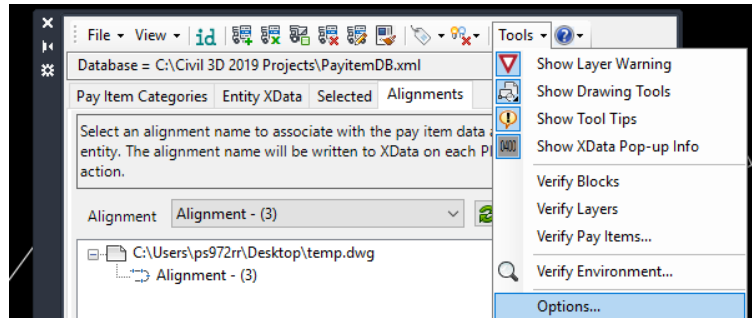 File View id Tools
Database = C:\Civil 3D 2019 Projects\PayitemDB.xml
Pay Item Categories Entity XData Selected Alignments
Select an alignment name to associate with the pay item data
entity. The alignment name will be written to XData on each
action.
Alignment Alignment - (3)
C:\Users\ps972rr\Desktop\temp.dwg
Alignment - (3)
Show Layer Warning
Show Drawing Tools
Show Tool Tips
0400 Show XData Pop-up Info
Verify Blocks
Verify Layers
Verify Pay Items...
Verify Environment...
Options...